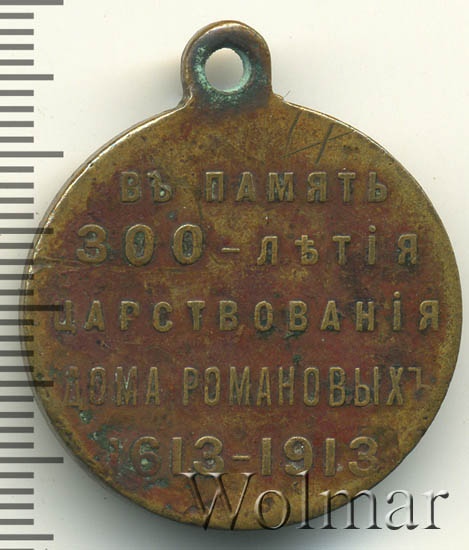 ВЪ ПАМЯТЬ
300-ЛѢТІЯ
ЦАРСТВОВАНІЯ
ДОМА РОМАНОВЫХЪ
1613-1913
Wolmar